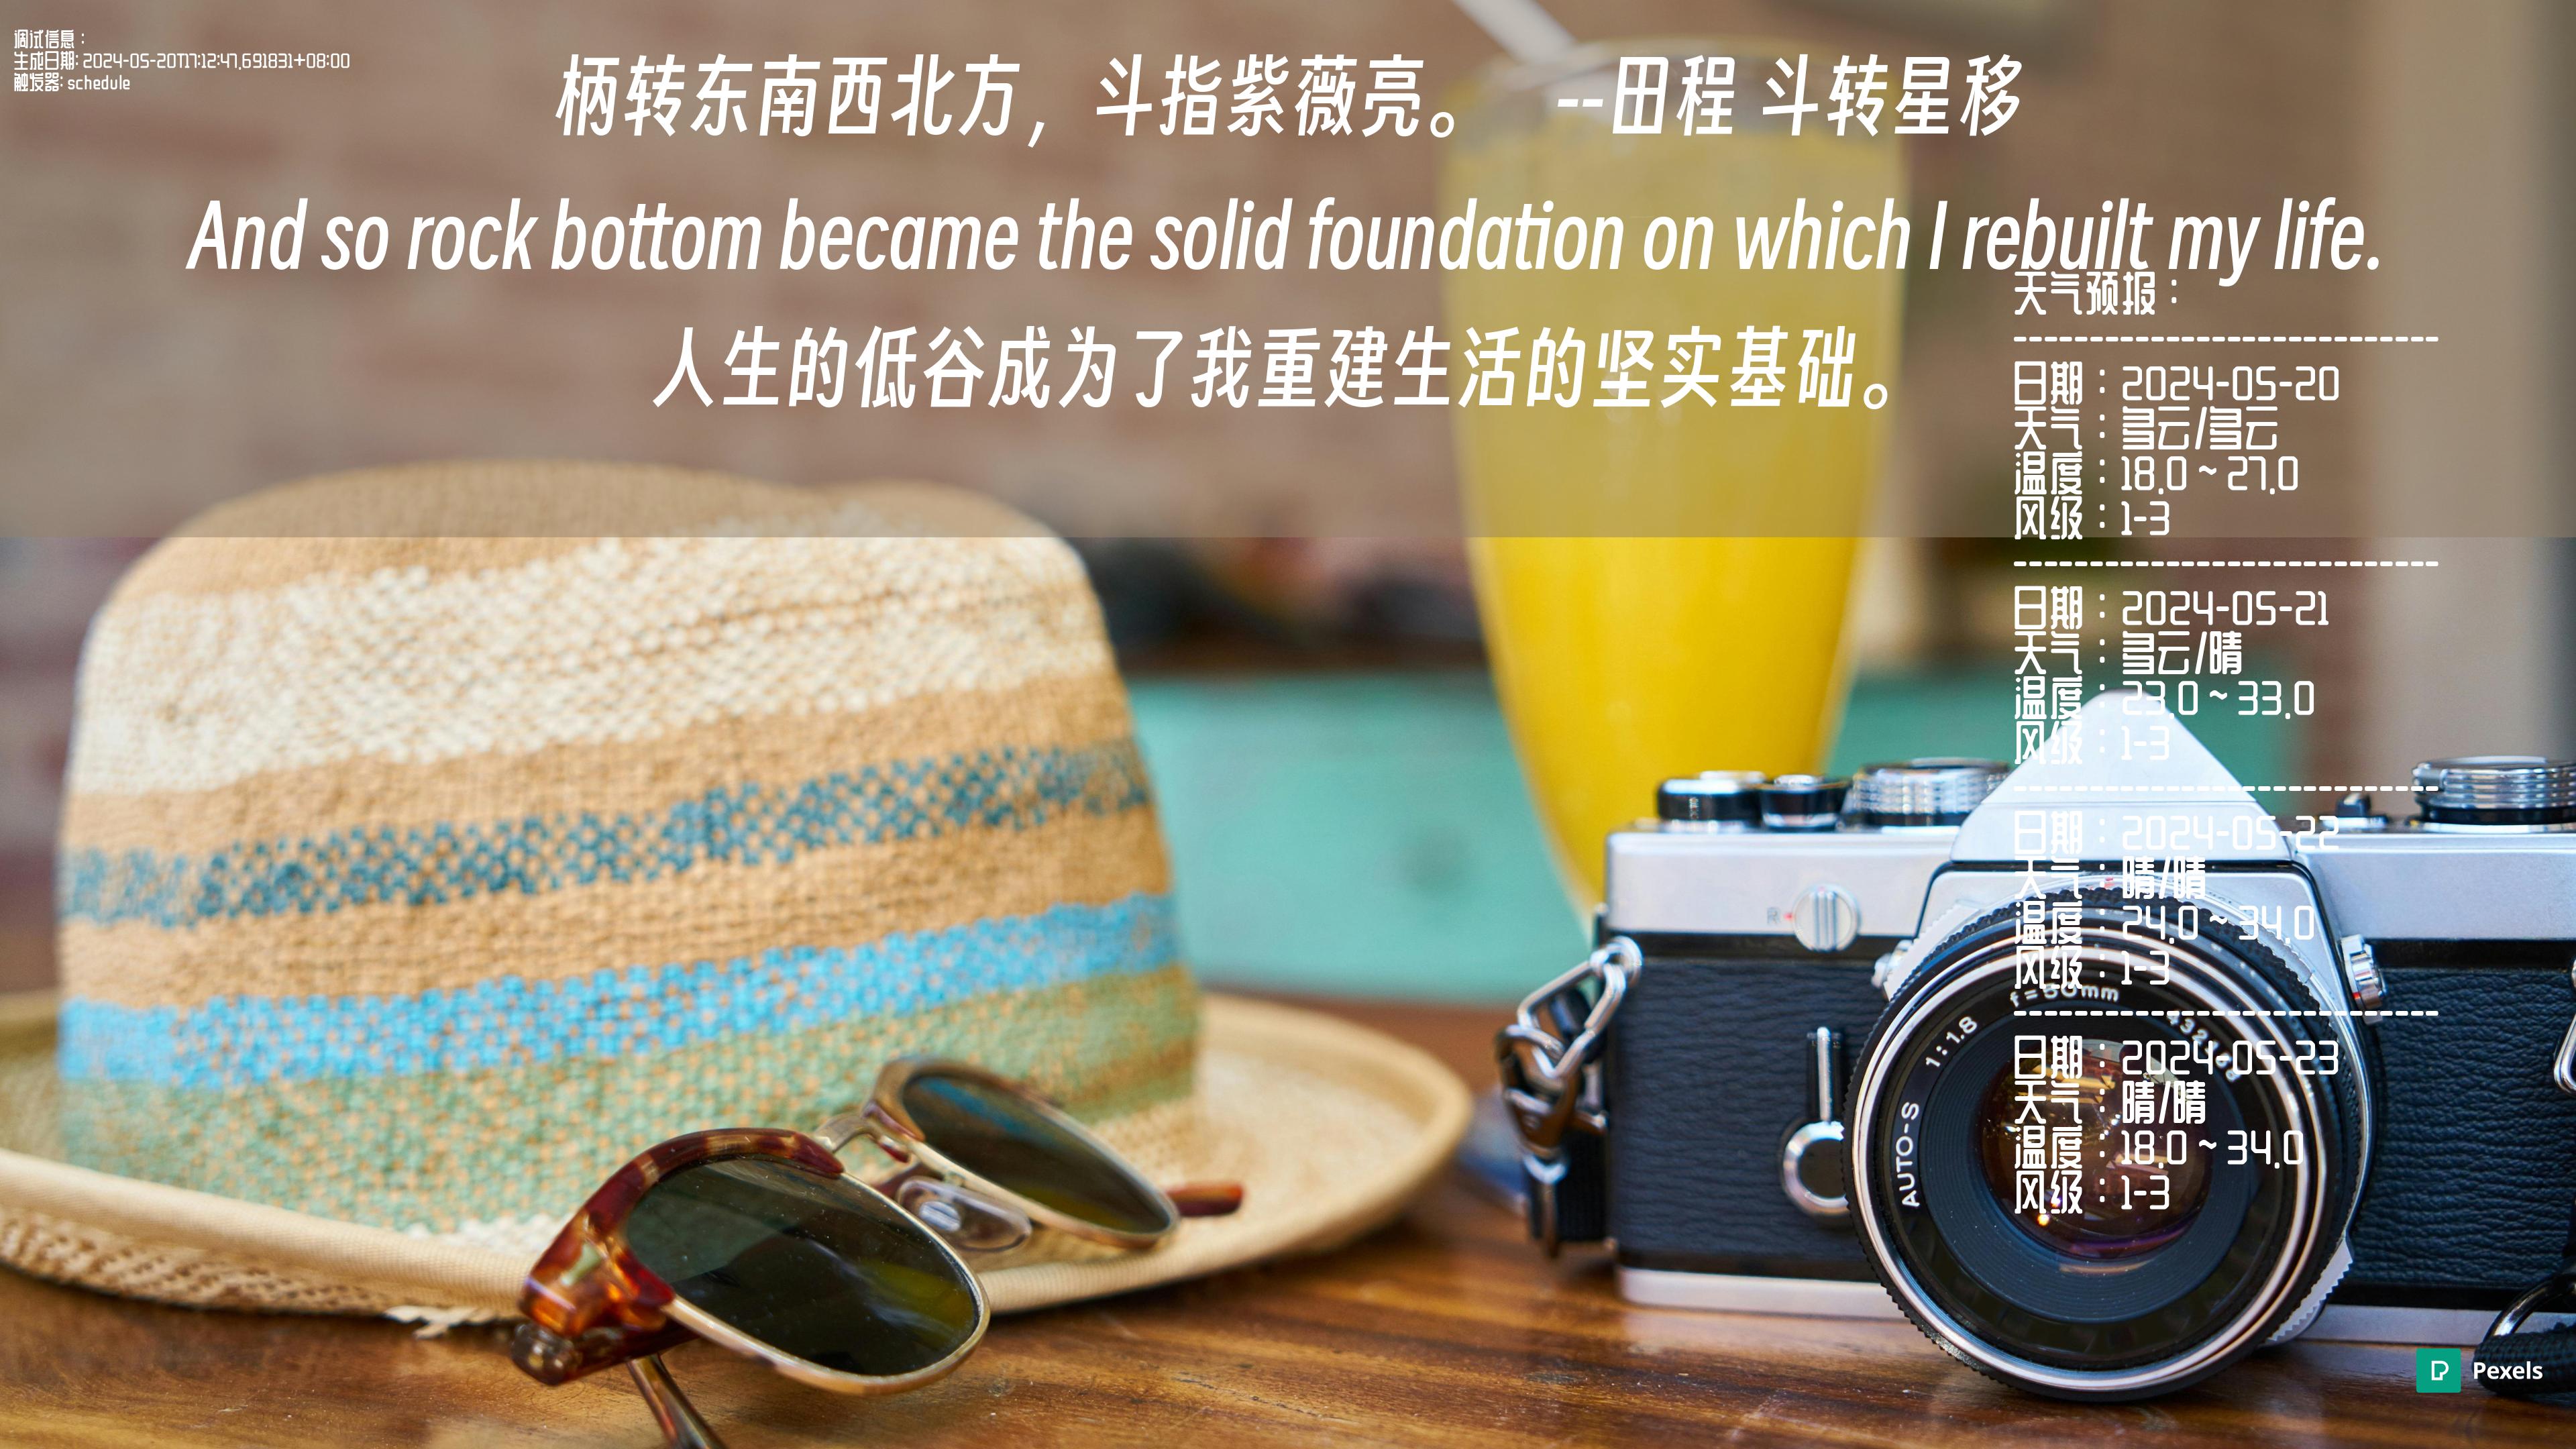 调试信息：
生成日期: 2024-05-20T17:12:47.691831+08:00
触发器: schedule
柄转东南西北方，斗指紫薇亮。 --田程 斗转星移
And so rock bottom became the solid foundation on which I rebuilt my life.
人生的低谷成为了我重建生活的坚实基础。
天气预报：
------------------------------
日期：2024-05-20
天气：多云/多云
温度：18.0 ~ 27.0
风级：1-3
------------------------------
日期：2024-05-21
天气：多云/晴
温度：23.0 ~ 33.0
风级：1-3
------------------------------
日期：2024-05-22
天气：晴/晴
温度：24.0 ~ 34.0
风级：1-3
------------------------------
日期：2024-05-23
天气：晴/晴
温度：18.0 ~ 34.0
风级：1-3
R
f=50mm
1:1.8
AUTO-S
Pexels